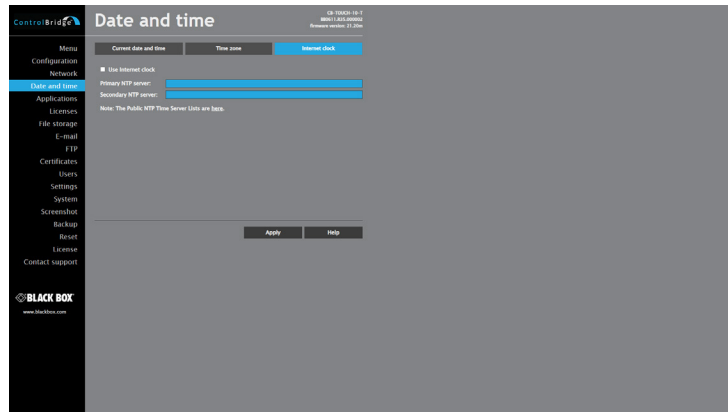 ControlBridge
Date and time
CB-TOUCH-10-T
Firmware version: 21.20m
Menu
Configuration
Network
Date and time
Applications
Licenses
File storage
E-mail
FTP
Certificates
Users
Settings
System
Screenshot
Backup
Reset
License
Contact support
BLACK BOX
www.blackbox.com
Current date and time
Time zone
Internet clock
Use Internet clock
Primary NTP server:
Secondary NTP server:
Note: The Public NTP Time Server Lists are here.
Apply
Help